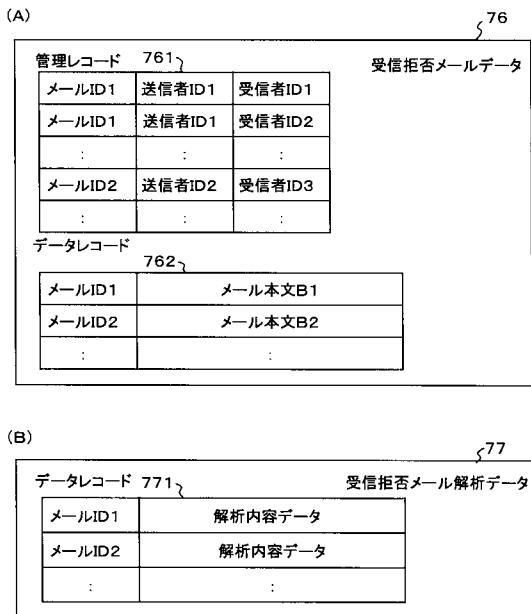 (A)
76
管理レコード 761 受信拒否メールデータ
メールID1 送信者ID1 受信者ID1
メールID1 送信者ID1 受信者ID2
: : :
メールID2 送信者ID2 受信者ID3
: : :
データレコード
762
メールID1 メール本文B1
メールID2 メール本文B2
: :
(B)
77
データレコード 771 受信拒否メール解析データ
メールID1 解析内容データ
メールID2 解析内容データ
: :